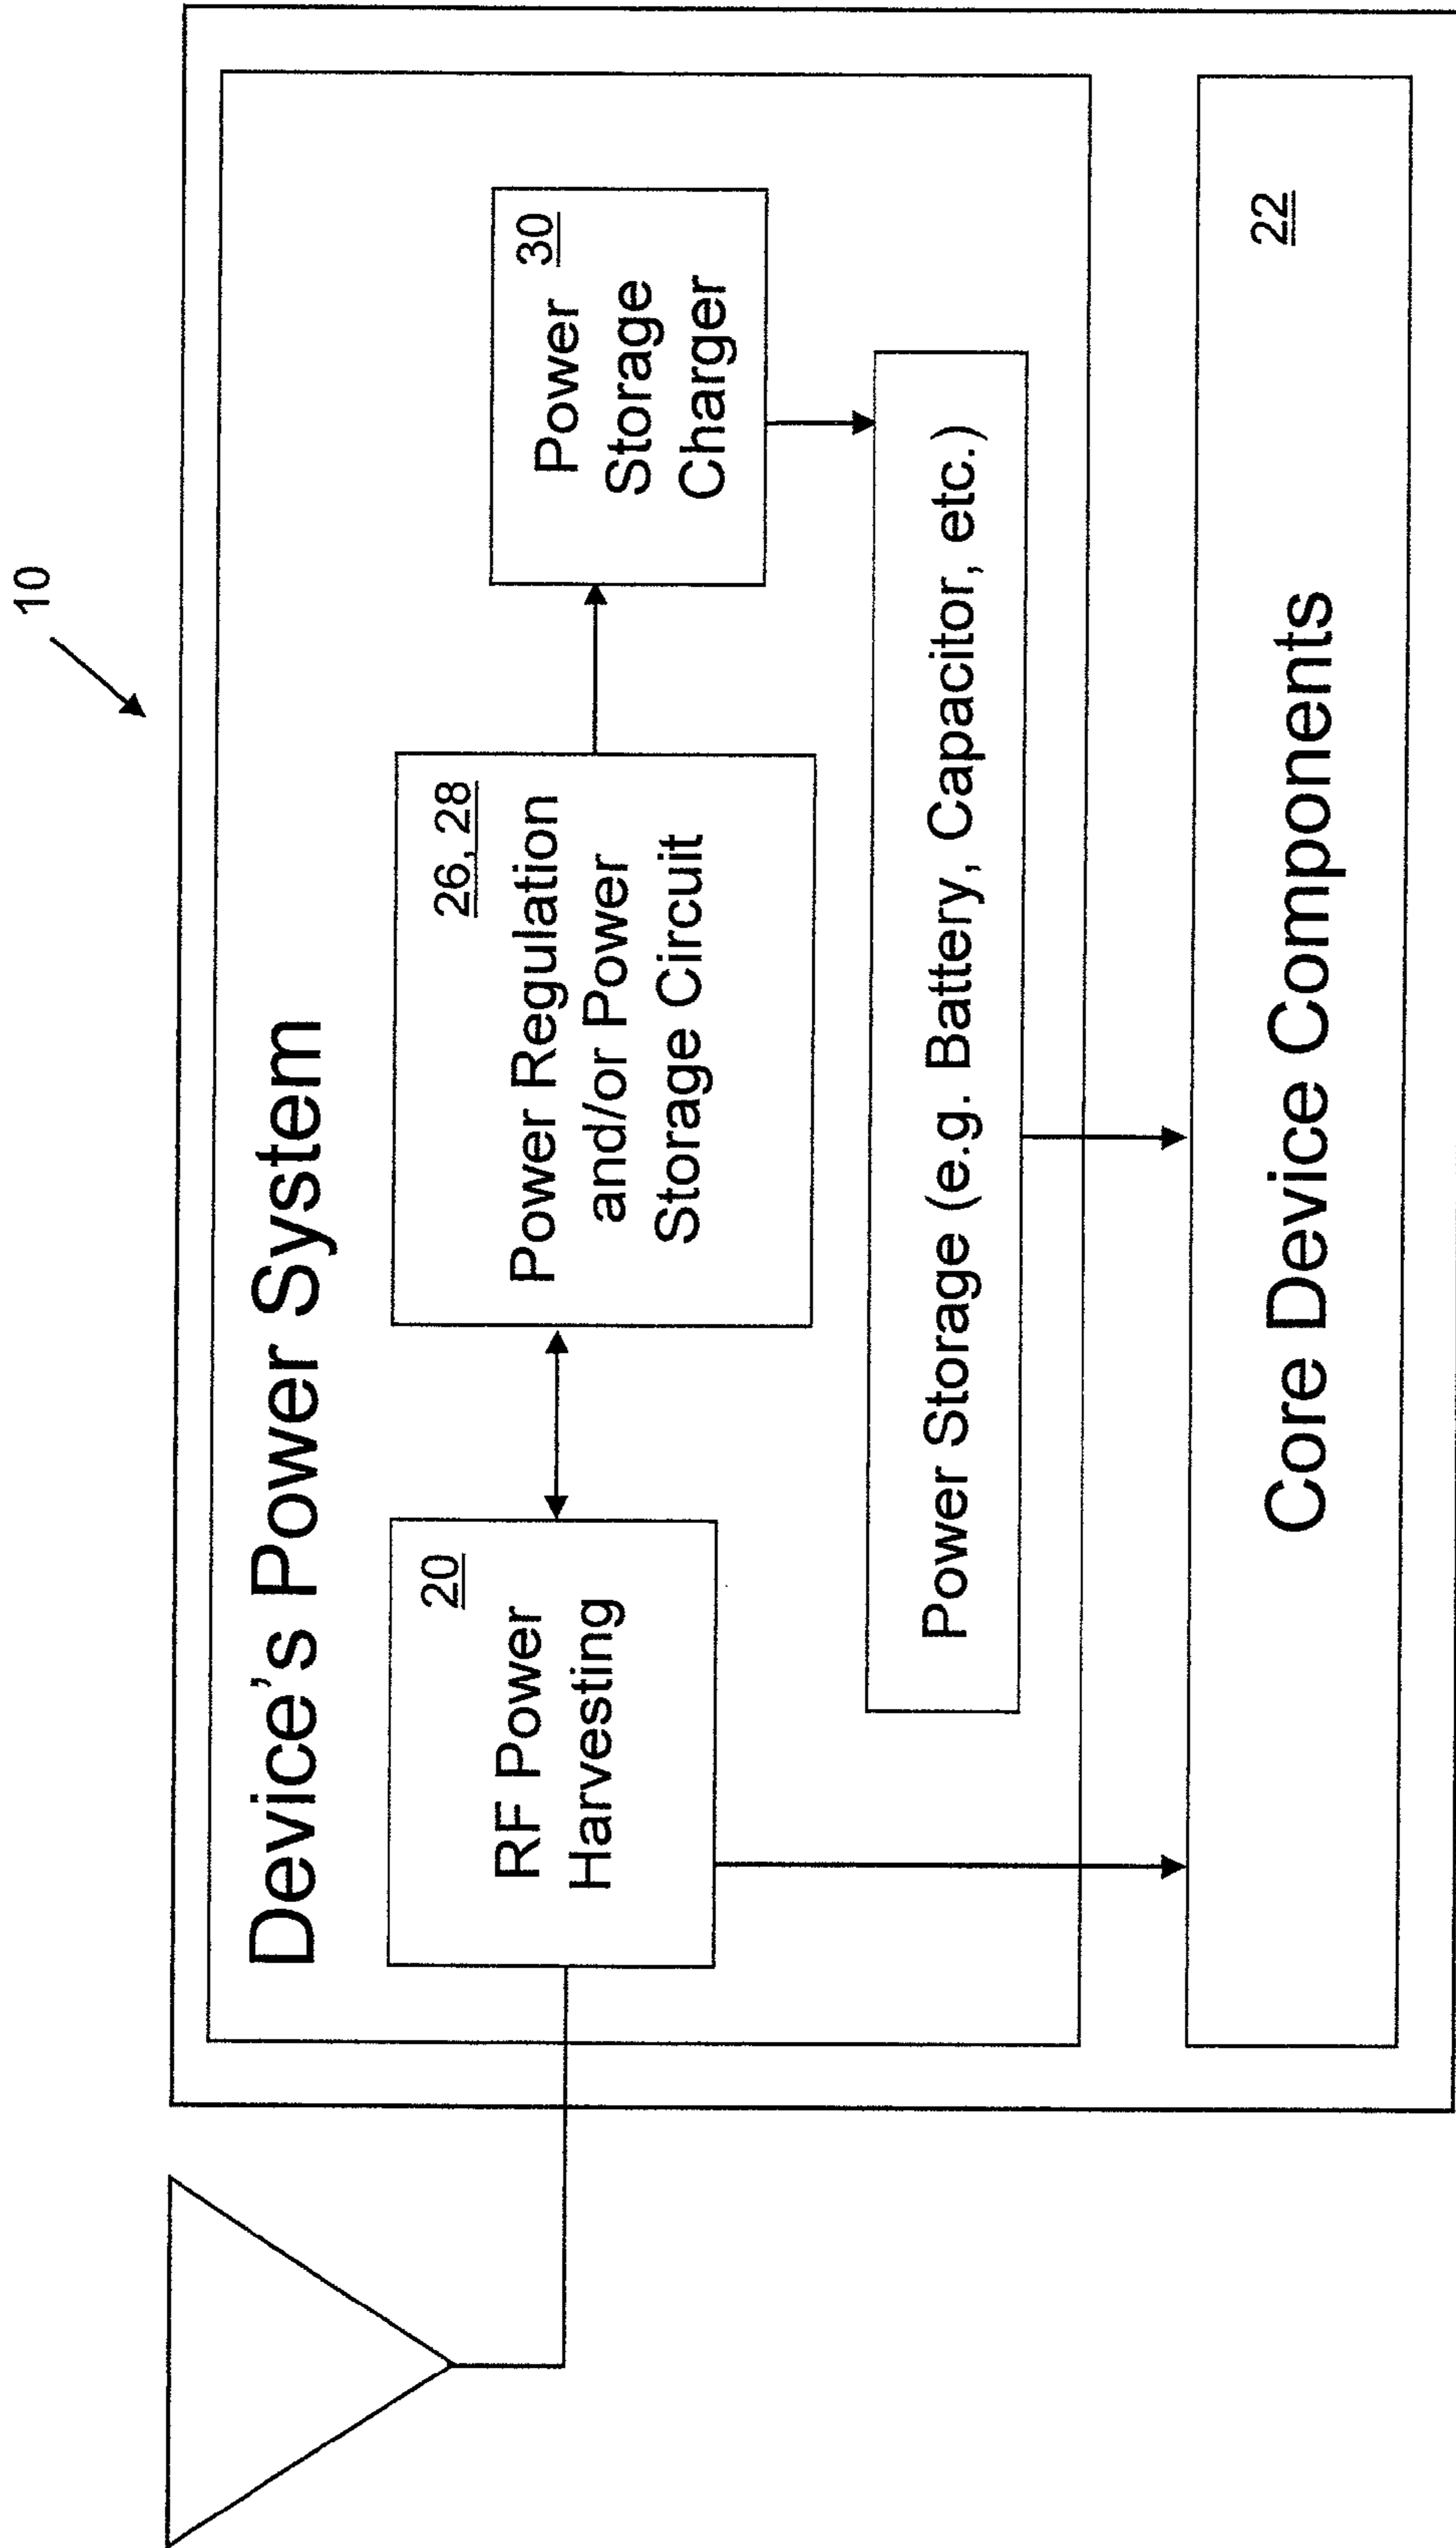 10
Device's Power System
20
RF Power
Harvesting
26, 28
Power Regulation
and/or Power
Storage Circuit
30
Power
Storage
Charger
Power Storage (e.g. Battery, Capacitor, etc.)
22
Core Device Components